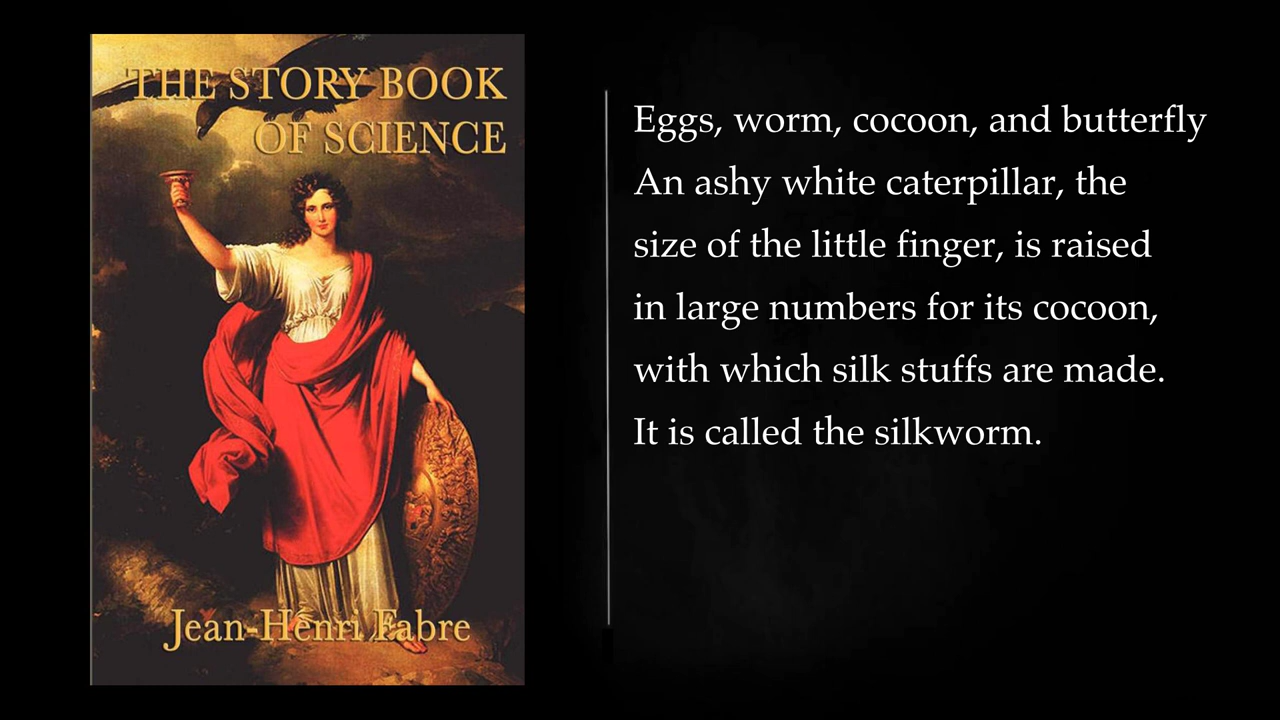 THE STORY BOOK
OF SCIENCE
Jean-Henri Fabre
Eggs, worm, cocoon, and butterfly
An ashy white caterpillar, the
size of the little finger, is raised
in large numbers for its cocoon,
with which silk stuffs are made.
It is called the silkworm.